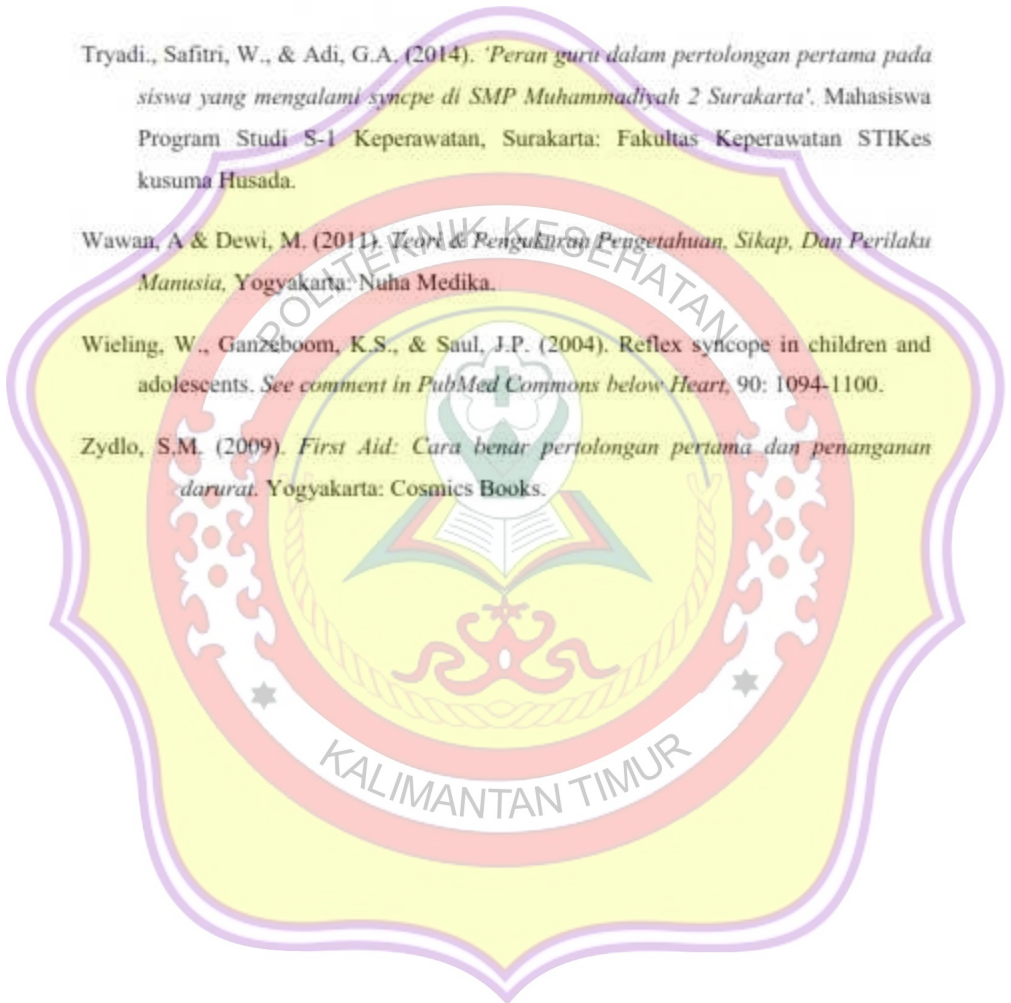 Tryadi., Safitri, W., & Adi, G.A. (2014). ‘Peran guru dalam pertolongan pertama pada
siswa yang mengalami syncpe di SMP Muhammadiyah 2 Surakarta’. Mahasiswa
Program Studi S-1 Keperawatan, Surakarta: Fakultas Keperawatan STIKes
kusuma Husada.
Wawan, A & Dewi, M. (2011). Teori & Pengukuran Pengetahuan, Sikap, Dan Perilaku
Manusia, Yogyakarta: Nuha Medika.
Wieling, W., Ganzeboom, K.S., & Saul, J.P. (2004). Reflex syncope in children and
adolescents. See comment in PubMed Commons below Heart, 90: 1094-1100.
Zydlo, S.M. (2009). First Aid: Cara benar pertolongan pertama dan penanganan
darurat. Yogyakarta: Cosmics Books.
POLITEKNIK KESEHATAN
KALIMANTAN TIMUR